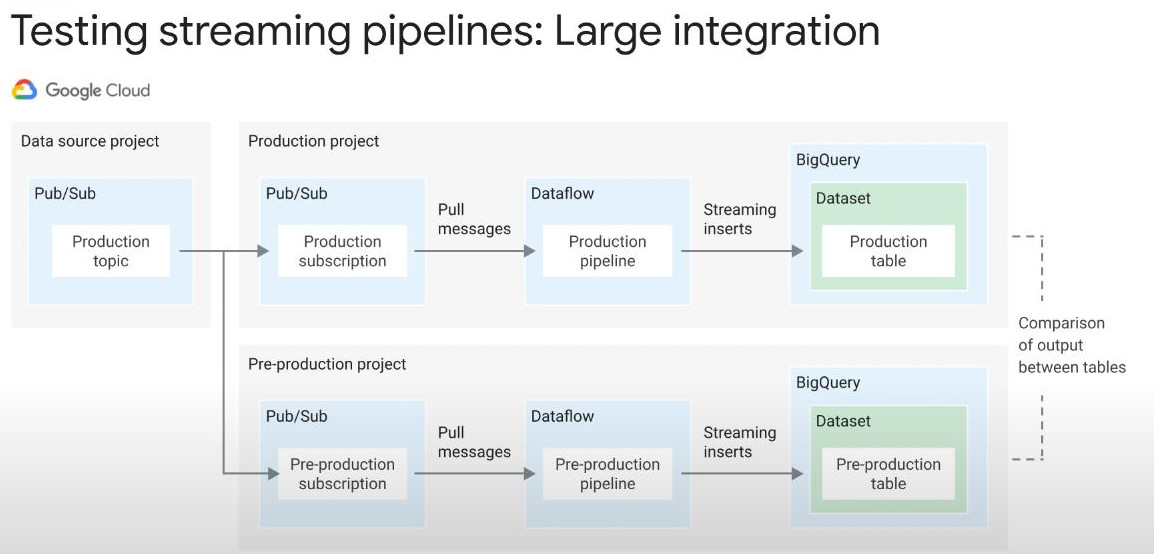 Testing streaming pipelines: Large integration
Google Cloud
Data source project
Pub/Sub
Production
topic
Production project
Pub/Sub
Production
subscription
Pull
messages
Dataflow
Production
pipeline
Streaming
inserts
BigQuery
Dataset
Production
table
Pre-production project
Pub/Sub
Pre-production
subscription
Pull
messages
Dataflow
Pre-production
pipeline
Streaming
inserts
BigQuery
Dataset
Pre-production
table
Comparison
of output
between tables